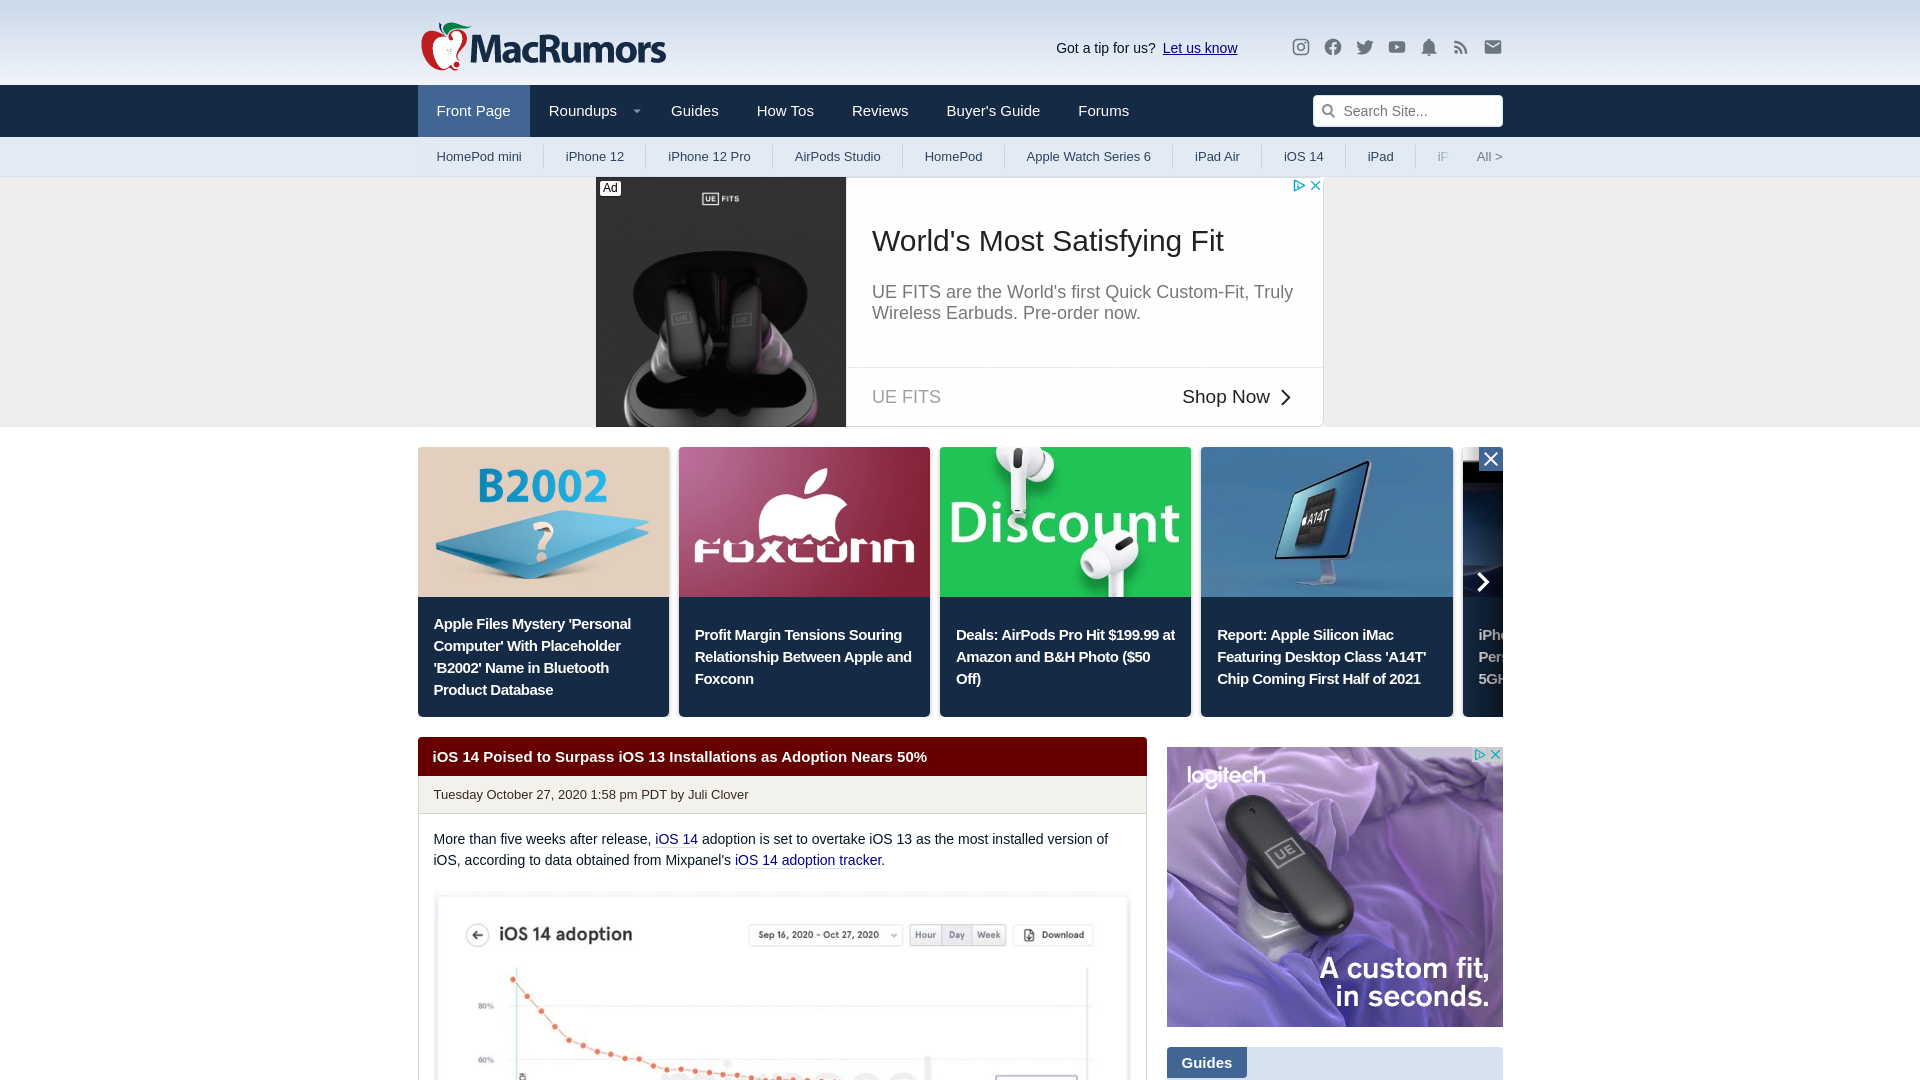 MacRumors
Got a tip for us? Let us know
Front Page
Roundups
Guides
How Tos
Reviews
Buyer's Guide
Forums
Search Site...
HomePod mini
iPhone 12
iPhone 12 Pro
AirPods Studio
HomePod
Apple Watch Series 6
iPad Air
iOS 14
iPad
iP
All >
Ad
UE FITS
World's Most Satisfying Fit
UE FITS are the World's first Quick Custom-Fit, Truly
Wireless Earbuds. Pre-order now.
UE
UE
UE FITS
Shop Now
B2002
?
FOXCONN
Discount
A14T
Apple Files Mystery 'Personal
Computer' With Placeholder
'B2002' Name in Bluetooth
Product Database
Profit Margin Tensions Souring
Relationship Between Apple and
Foxconn
Deals: AirPods Pro Hit $199.99 at
Amazon and B&H Photo ($50
Off)
Report: Apple Silicon iMac
Featuring Desktop Class 'A14T'
Chip Coming First Half of 2021
iPho
Pers
5GH
iOS 14 Poised to Surpass iOS 13 Installations as Adoption Nears 50%
Tuesday October 27, 2020 1:58 pm PDT by Juli Clover
More than five weeks after release, iOS 14 adoption is set to overtake iOS 13 as the most installed version of
iOS, according to data obtained from Mixpanel's iOS 14 adoption tracker.
iOS 14 adoption
Sep 16, 2020 - Oct 27, 2020
Hour
Day
Week
Download
80%
60%
logitech
UE
A custom fit,
in seconds.
Guides